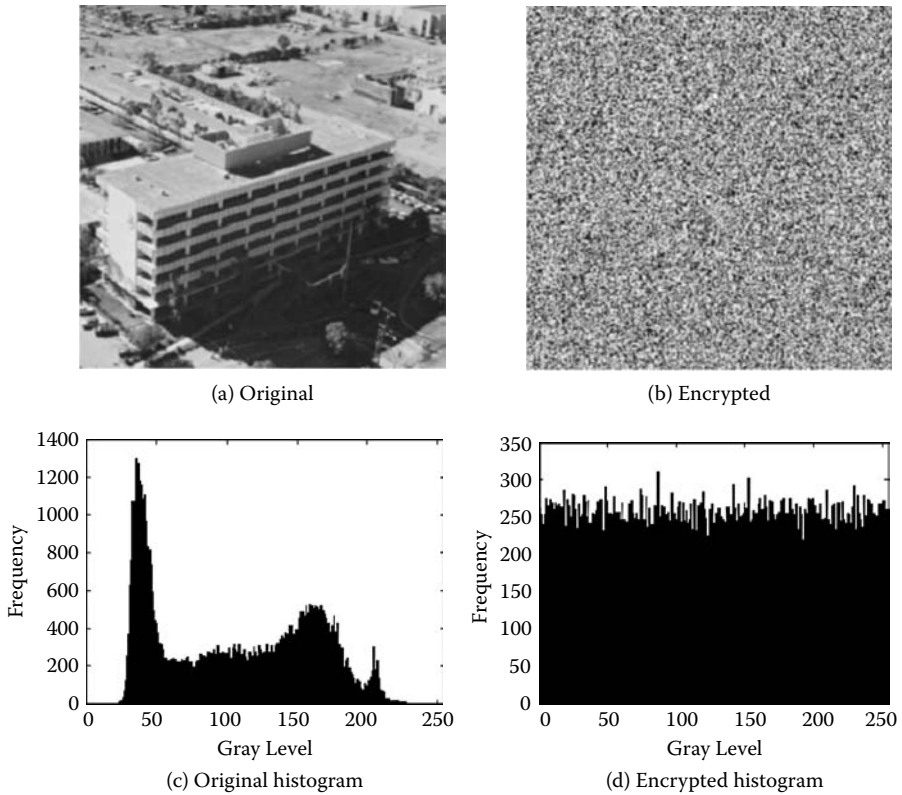 (a) Original
(b) Encrypted
1400
1200
1000
800
600
400
200
0
Frequency
0 50 100 150 200 250
Gray Level
(c) Original histogram
350
300
250
200
150
100
50
0
Frequency
0 50 100 150 200 250
Gray Level
(d) Encrypted histogram